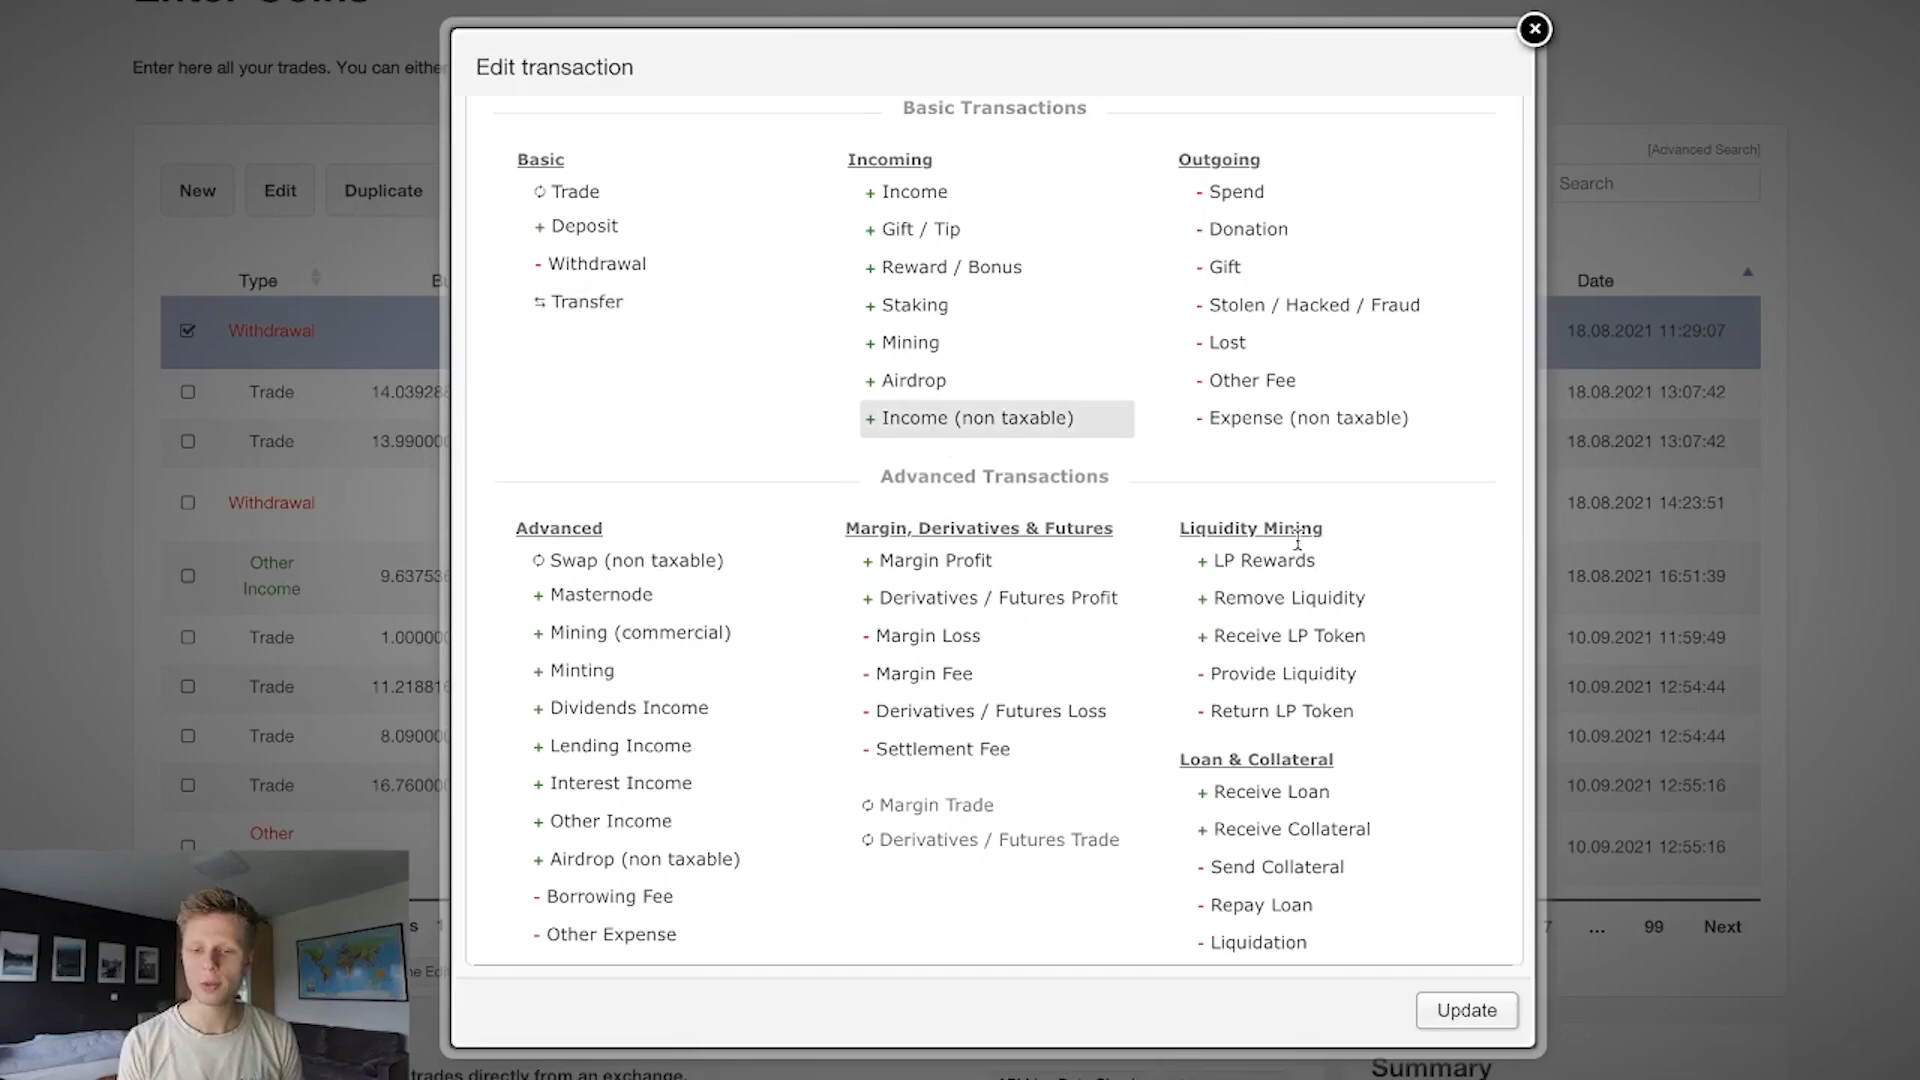 Enter here all your trades. You can eithe
Edit transaction
Basic Transactions
Basic
Trade
+ Deposit
- Withdrawal
Transfer
Incoming
+ Income
+ Gift / Tip
+ Reward / Bonus
+ Staking
+ Mining
+ Airdrop
+ Income (non taxable)
Outgoing
- Spend
- Donation
- Gift
- Stolen / Hacked / Fraud
- Lost
- Other Fee
- Expense (non taxable)
Advanced Transactions
Advanced
Swap (non taxable)
+ Masternode
+ Mining (commercial)
+ Minting
+ Dividends Income
+ Lending Income
+ Interest Income
+ Other Income
+ Airdrop (non taxable)
- Borrowing Fee
- Other Expense
Margin, Derivatives & Futures
+ Margin Profit
+ Derivatives / Futures Profit
- Margin Loss
- Margin Fee
- Derivatives / Futures Loss
- Settlement Fee
Margin Trade
Derivatives / Futures Trade
Liquidity Mining
+ LP Rewards
+ Remove Liquidity
+ Receive LP Token
- Provide Liquidity
- Return LP Token
Loan & Collateral
+ Receive Loan
+ Receive Collateral
- Send Collateral
- Repay Loan
- Liquidation
Update
[Advanced Search]
New Edit Duplicate
Search
Type
Date
Withdrawal 18.08.2021 11:29:07
Trade 14.03928 18.08.2021 13:07:42
Trade 13.99000 18.08.2021 13:07:42
Withdrawal 18.08.2021 14:23:51
Other
Income
9.63753 18.08.2021 16:51:39
Trade 1.00000 10.09.2021 11:59:49
Trade 11.21881 10.09.2021 12:54:44
Trade 8.09000 10.09.2021 12:54:44
Trade 16.76000 10.09.2021 12:55:16
Other 10.09.2021 12:55:16
7 ... 99 Next
trades directly from an exchange.
Summary